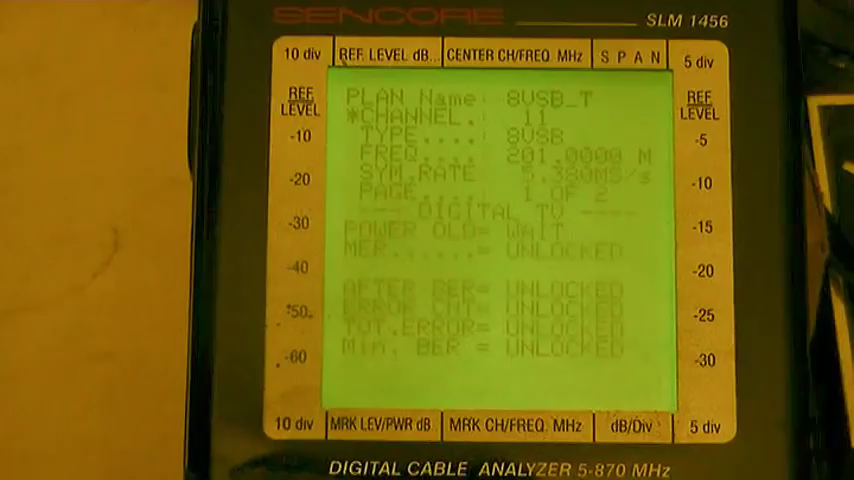 SENCORE
SLM 1456
10 div
REF. LEVEL dB...
CENTER CH/FREQ. MHz
S P A N
5 div
REF.
LEVEL
-10
-20
-30
-40
-50
-60
10 div
PLAN Name: 8VSB_T
*CHANNEL.: 11
TYPE....: 8VSB
FREQ....: 201.0000 M
SYM.RATE 5.380MS/s
PAGE....: 1 OF 2
---- DIGITAL TV -----
POWER OLD= WAIT
MER......= UNLOCKED
AFTER BER= UNLOCKED
ERROR CNT= UNLOCKED
TOT.ERROR= UNLOCKED
Min. BER = UNLOCKED
REF.
LEVEL
-5
-10
-15
-20
-25
-30
5 div
MRK LEV/PWR dB
MRK CH/FREQ. MHz
dB/Div
DIGITAL CABLE ANALYZER 5-870 MHz